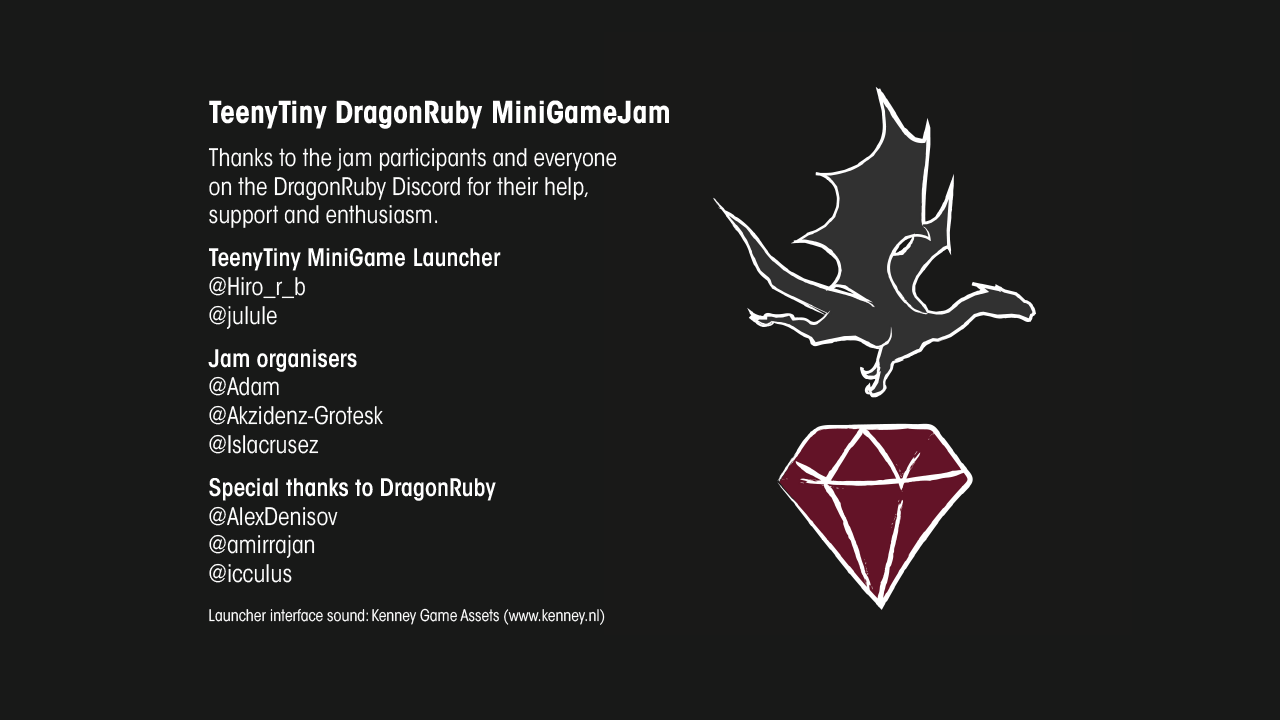 TeenyTiny DragonRuby MiniGameJam
Thanks to the jam participants and everyone
on the DragonRuby Discord for their help,
support and enthusiasm.
TeenyTiny MiniGame Launcher
@Hiro_r_b
@julule
Jam organisers
@Adam
@Akzidenz-Grotesk
@Islacrusez
Special thanks to DragonRuby
@AlexDenisov
@amirrajan
@icculus
Launcher interface sound: Kenney Game Assets (www.kenney.nl)